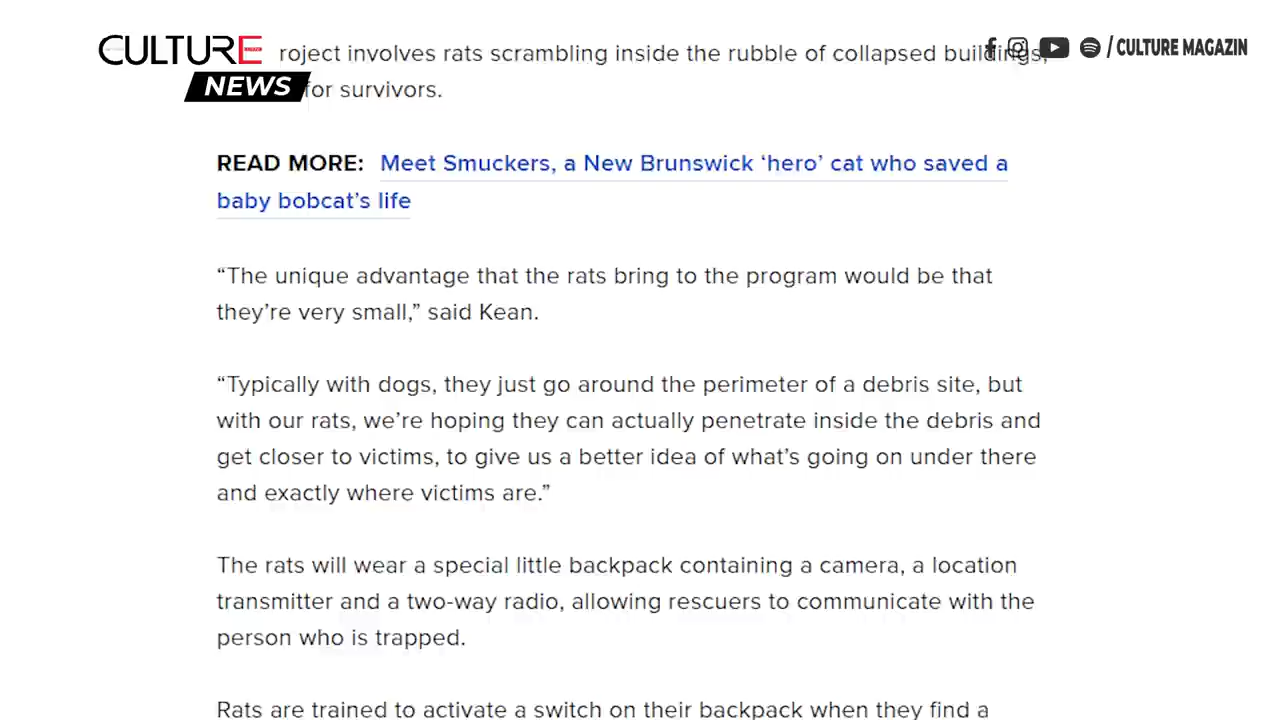 CULTURE
NEWS
/ CULTURE MAGAZIN
roject involves rats scrambling inside the rubble of collapsed buildings,
for survivors.
READ MORE: Meet Smuckers, a New Brunswick ‘hero’ cat who saved a
baby bobcat’s life
“The unique advantage that the rats bring to the program would be that
they’re very small,” said Kean.
“Typically with dogs, they just go around the perimeter of a debris site, but
with our rats, we’re hoping they can actually penetrate inside the debris and
get closer to victims, to give us a better idea of what’s going on under there
and exactly where victims are.”
The rats will wear a special little backpack containing a camera, a location
transmitter and a two-way radio, allowing rescuers to communicate with the
person who is trapped.
Rats are trained to activate a switch on their backpack when they find a